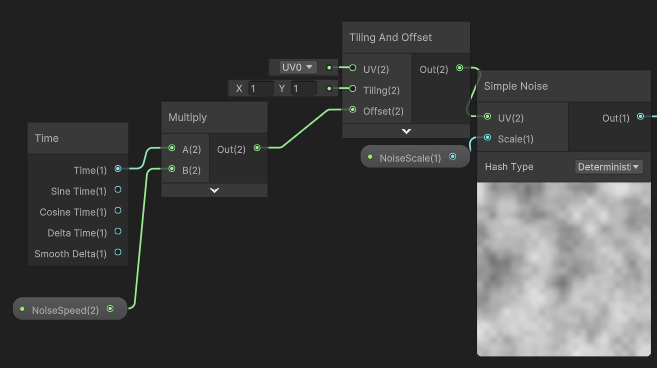 Tiling And Offset
UV0
UV(2)
Out(2)
X 1 Y 1
Tiling(2)
Offset(2)
Simple Noise
UV(2)
Out(1)
Scale(1)
Hash Type
Determinist
NoiseScale(1)
Multiply
A(2)
Out(2)
B(2)
Time
Time(1)
Sine Time(1)
Cosine Time(1)
Delta Time(1)
Smooth Delta(1)
NoiseSpeed(2)